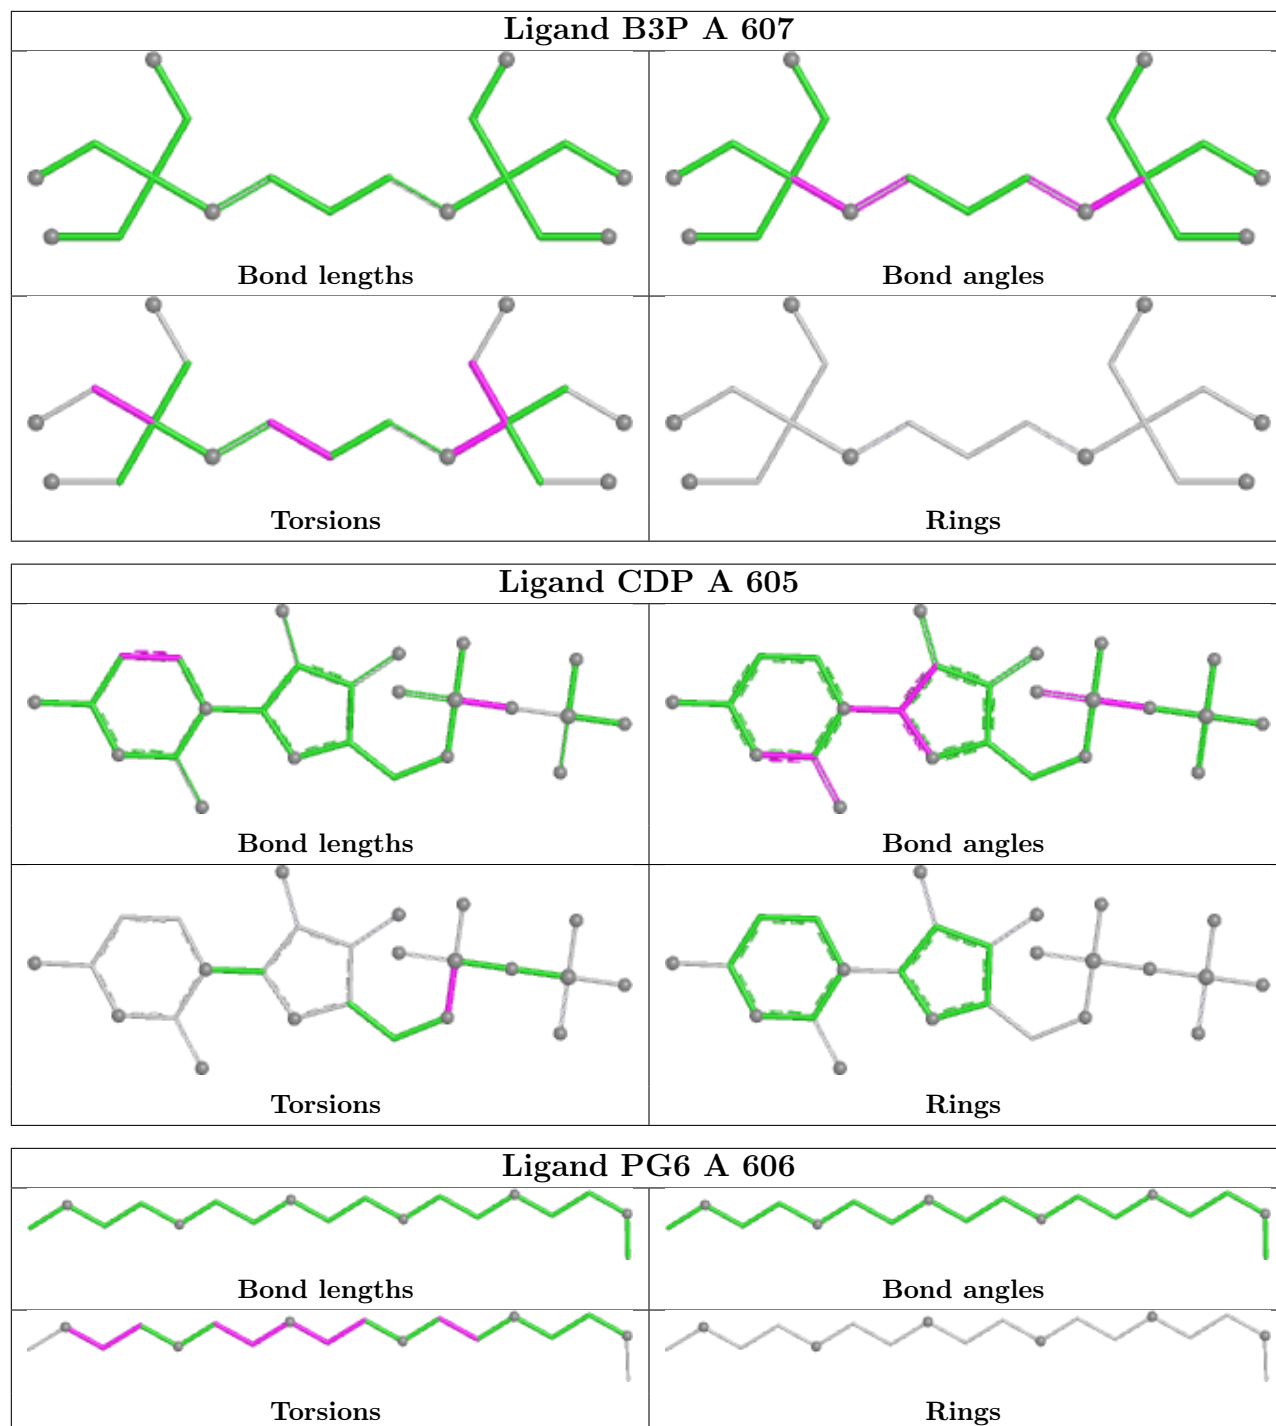 Ligand B3P A 607
Bond lengths
Bond angles
Torsions
Rings
Ligand CDP A 605
Bond lengths
Bond angles
Torsions
Rings
Ligand PG6 A 606
Bond lengths
Bond angles
Torsions
Rings